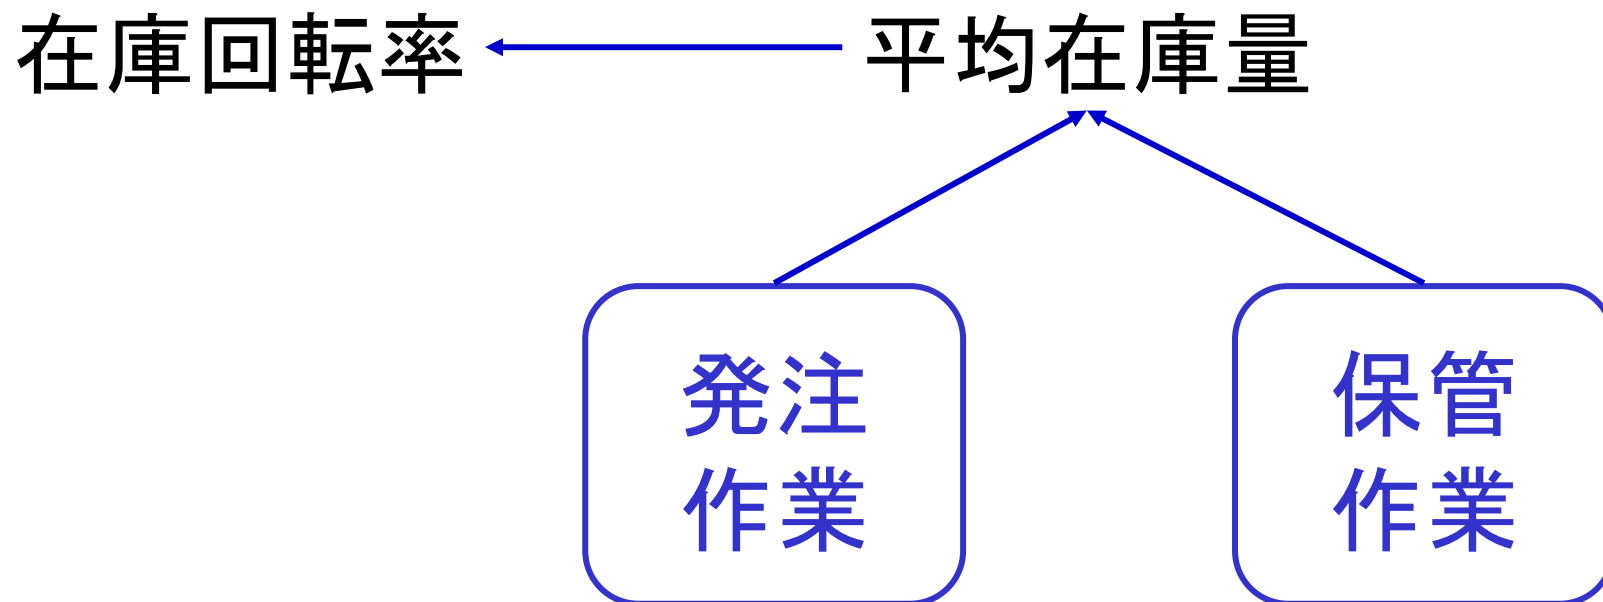 在庫回転率
平均在庫量
発注
作業
保管
作業